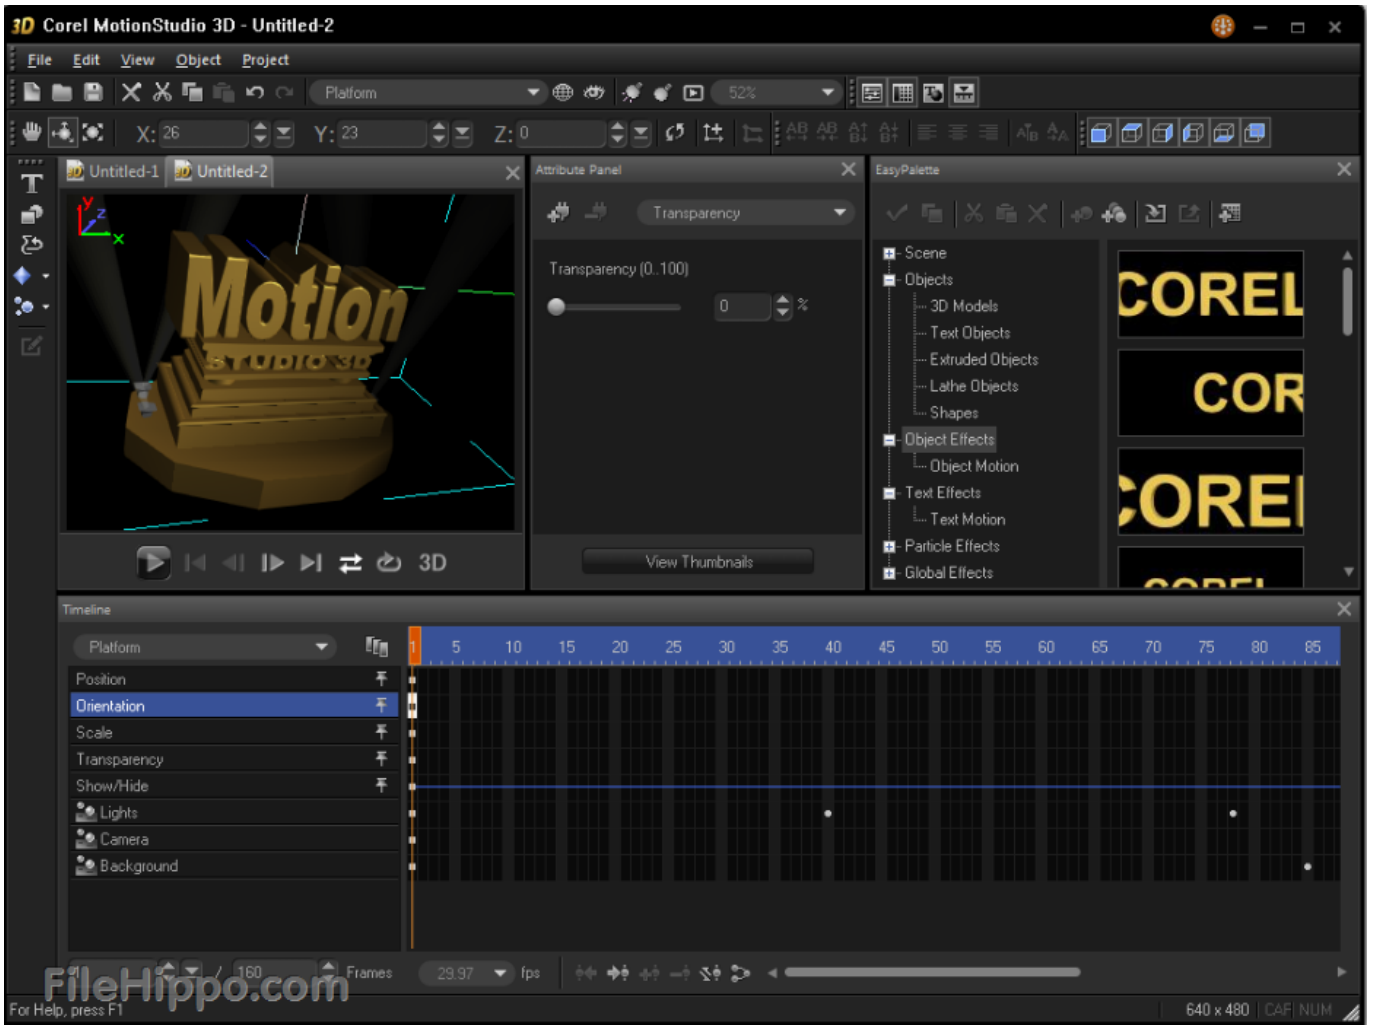 3D Corel MotionStudio 3D - Untitled-2
File Edit View Object Project
Platform 52%
X: 26 Y: 23 Z: 0
Untitled-1 Untitled-2
Attribute Panel
EasyPalette
y
z
x
Motion
STUDIO 3D
3D
Transparency
Transparency (0..100)
0 %
View Thumbnails
Scene
Objects
3D Models
Text Objects
Extruded Objects
Lathe Objects
Shapes
Object Effects
Object Motion
Text Effects
Text Motion
Particle Effects
Global Effects
COREL
COR
COREL
COREL
Timeline
Platform
1 5 10 15 20 25 30 35 40 45 50 55 60 65 70 75 80 85
Position
Orientation
Scale
Transparency
Show/Hide
Lights
Camera
Background
1 / 160 Frames 29.97 fps
FileHippo.com
For Help, press F1
640 x 480 CAP NUM